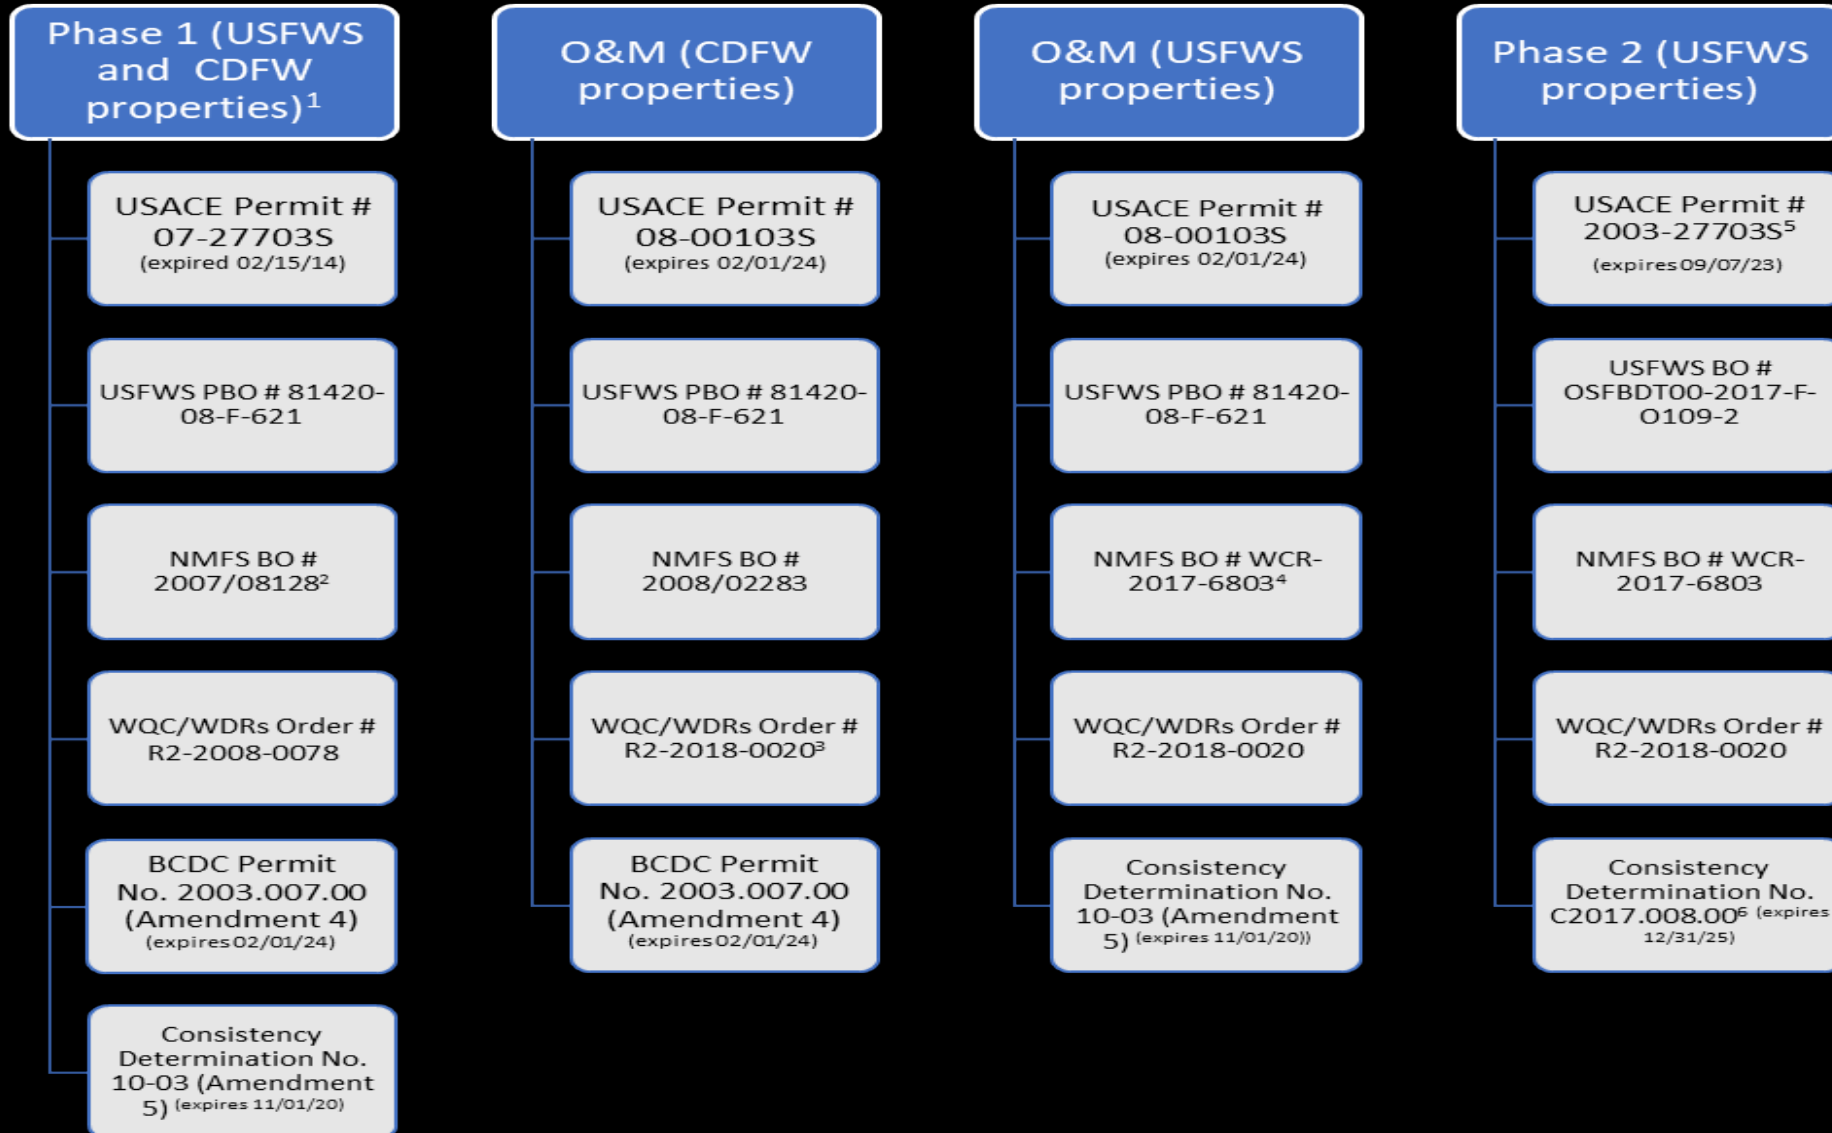 Phase 1 (USFWS
and CDFW
properties)¹
USACE Permit #
07-27703S
(expired 02/15/14)
USFWS PBO # 81420-
08-F-621
NMFS BO #
2007/08128²
WQC/WDRs Order #
R2-2008-0078
BCDC Permit
No. 2003.007.00
(Amendment 4)
(expires 02/01/24)
Consistency
Determination No.
10-03 (Amendment
5) (expires 11/01/20)
O&M (CDFW
properties)
USACE Permit #
08-00103S
(expires 02/01/24)
USFWS PBO # 81420-
08-F-621
NMFS BO #
2008/02283
WQC/WDRs Order #
R2-2018-0020³
BCDC Permit
No. 2003.007.00
(Amendment 4)
(expires 02/01/24)
O&M (USFWS
properties)
USACE Permit #
08-00103S
(expires 02/01/24)
USFWS PBO # 81420-
08-F-621
NMFS BO # WCR-
2017-6803⁴
WQC/WDRs Order #
R2-2018-0020
Consistency
Determination No.
10-03 (Amendment
5) (expires 11/01/20))
Phase 2 (USFWS
properties)
USACE Permit #
2003-27703S⁵
(expires 09/07/23)
USFWS BO #
OSFBDT00-2017-F-
O109-2
NMFS BO # WCR-
2017-6803
WQC/WDRs Order #
R2-2018-0020
Consistency
Determination No.
C2017.008.00⁶ (expires
12/31/25)